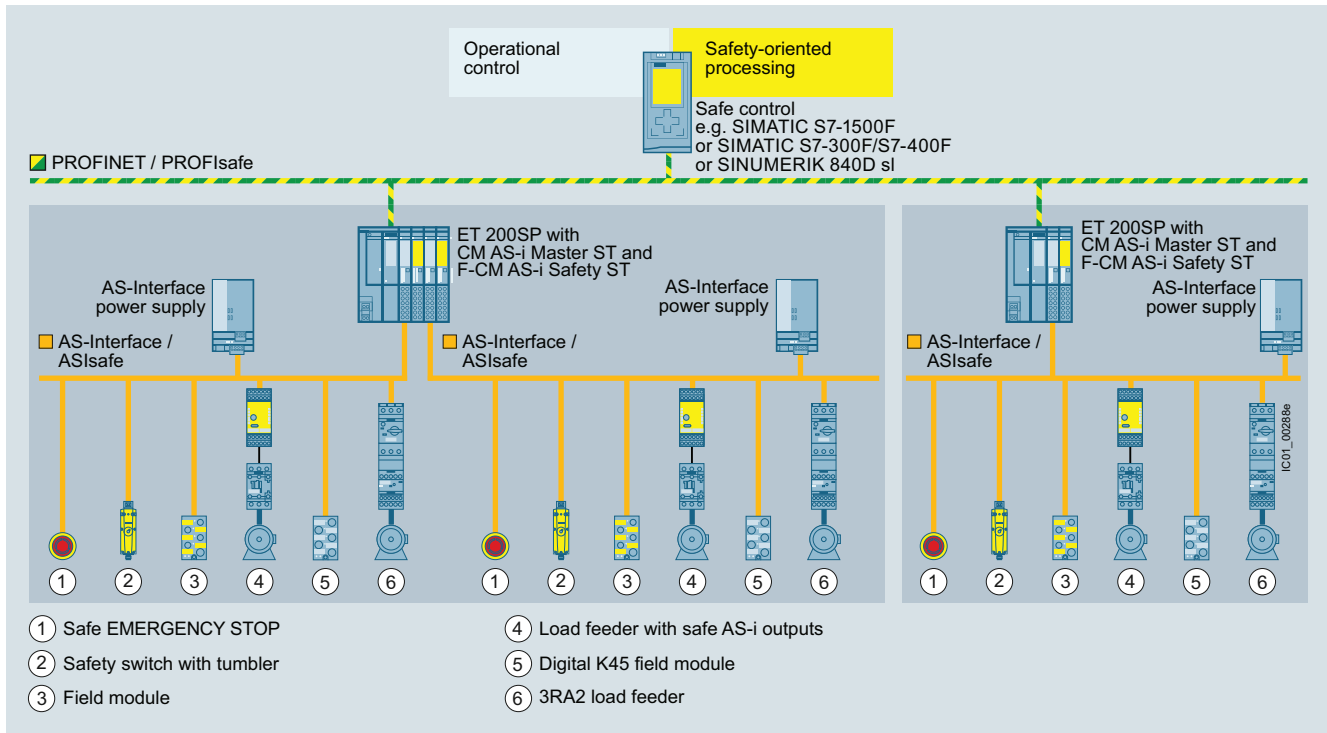 Operational
control
Safety-oriented
processing
Safe control
e.g. SIMATIC S7-1500F
or SIMATIC S7-300F/S7-400F
or SINUMERIK 840D sl
PROFINET / PROFIsafe
ET 200SP with
CM AS-i Master ST and
F-CM AS-i Safety ST
AS-Interface
power supply
AS-Interface
power supply
AS-Interface /
ASIsafe
AS-Interface /
ASIsafe
ET 200SP with
CM AS-i Master ST and
F-CM AS-i Safety ST
AS-Interface
power supply
AS-Interface /
ASIsafe
IC01_00288e
1 2 3 4 5 6
1 2 3 4 5 6
1 2 3 4 5 6
1 Safe EMERGENCY STOP
2 Safety switch with tumbler
3 Field module
4 Load feeder with safe AS-i outputs
5 Digital K45 field module
6 3RA2 load feeder